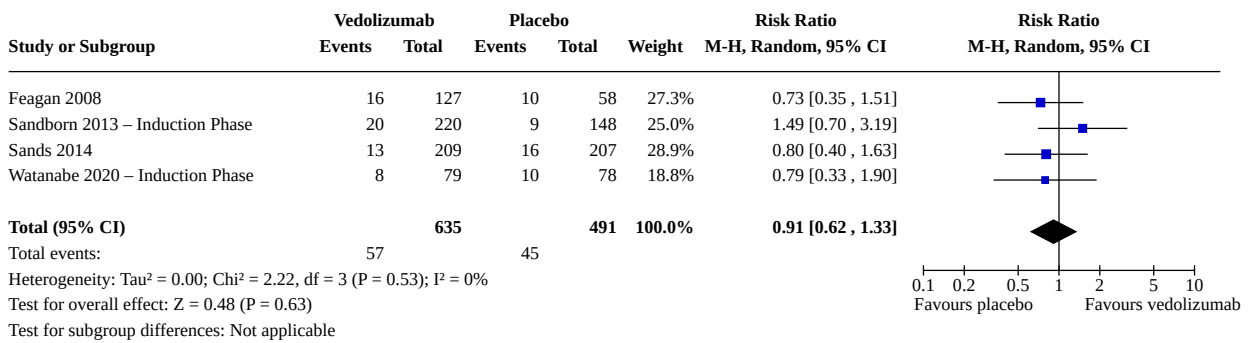 Vedolizumab Placebo Risk Ratio Risk Ratio
Study or Subgroup Events Total Events Total Weight M-H, Random, 95% CI M-H, Random, 95% CI
Feagan 2008 16 127 10 58 27.3% 0.73 [0.35 , 1.51]
Sandborn 2013 – Induction Phase 20 220 9 148 25.0% 1.49 [0.70 , 3.19]
Sands 2014 13 209 16 207 28.9% 0.80 [0.40 , 1.63]
Watanabe 2020 – Induction Phase 8 79 10 78 18.8% 0.79 [0.33 , 1.90]
Total (95% CI) 635 491 100.0% 0.91 [0.62 , 1.33]
Total events: 57 45
Heterogeneity: Tau² = 0.00; Chi² = 2.22, df = 3 (P = 0.53); I² = 0%
0.1 0.2 0.5 1 2 5 10
Test for overall effect: Z = 0.48 (P = 0.63) Favours placebo Favours vedolizumab
Test for subgroup differences: Not applicable